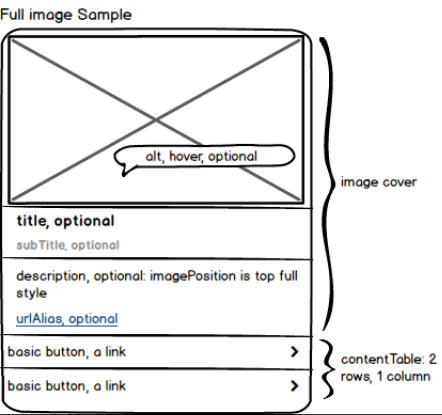 Full image Sample
alt, hover, optional
image cover
title, optional
subTitle, optional
description, optional: imagePosition is top full
style
urlAlias, optional
basic button, a link
basic button, a link
contentTable: 2
rows, 1 column